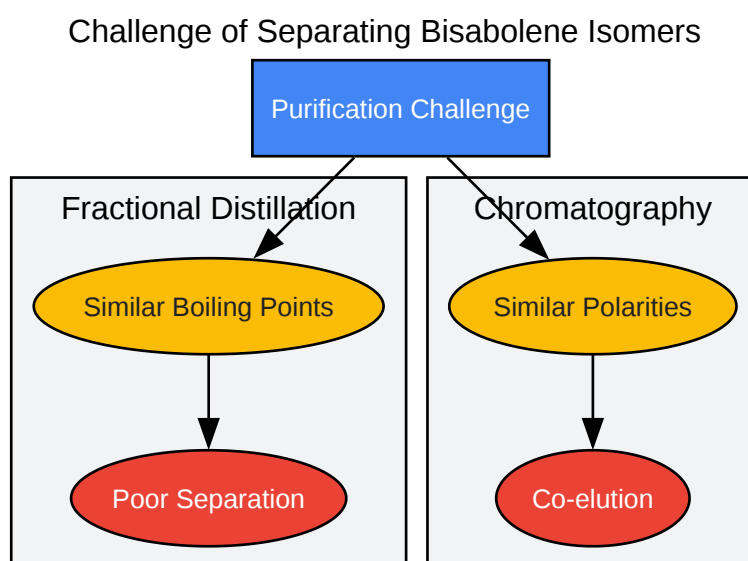 Challenge of Separating Bisabolene Isomers
Purification Challenge
Fractional Distillation
Similar Boiling Points
Poor Separation
Chromatography
Similar Polarities
Co-elution